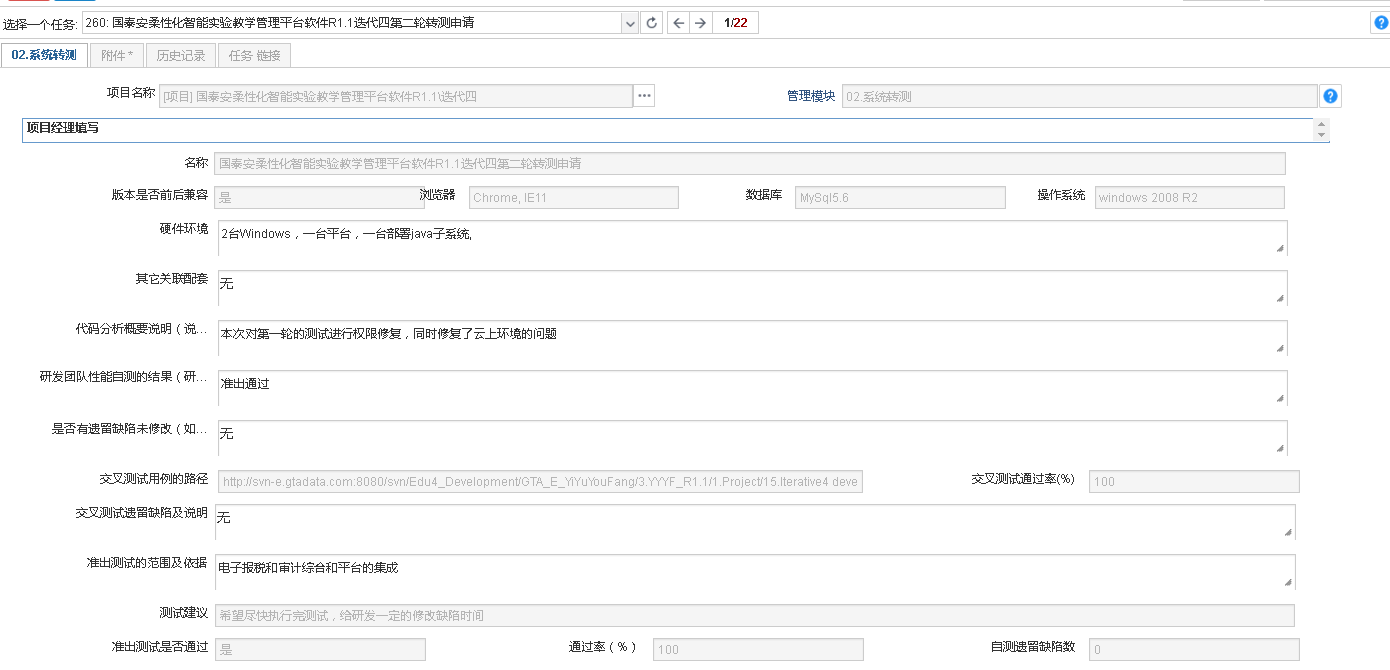 选择一个任务: 260: 国泰安柔性化智能实验教学管理平台软件R1.1迭代四第二轮转测申请 1/22
02.系统转测 附件* 历史记录 任务 链接
项目名称 [项目] 国泰安柔性化智能实验教学管理平台软件R1.1\迭代四 ... 管理模块 02.系统转测
项目经理填写
名称 国泰安柔性化智能实验教学管理平台软件R1.1迭代四第二轮转测申请
版本是否前后兼容 是 浏览器 Chrome, IE11 数据库 MySql5.6 操作系统 windows 2008 R2
硬件环境 2台Windows，一台平台，一台部署java子系统,
其它关联配套 无
代码分析概要说明（说... 本次对第一轮的测试进行权限修复，同时修复了云上环境的问题
研发团队性能自测的结果（研... 准出通过
是否有遗留缺陷未修改（如... 无
交叉测试用例的路径 http://svn-e.gtadata.com:8080/svn/Edu4_Development/GTA_E_YiYuYouFang/3.YYYF_R1.1/1.Project/15.Iterative4 deve 交叉测试通过率(%) 100
交叉测试遗留缺陷及说明 无
准出测试的范围及依据 电子报税和审计综合和平台的集成
测试建议 希望尽快执行完测试，给研发一定的修改缺陷时间
准出测试是否通过 是 通过率（%） 100 自测遗留缺陷数 0